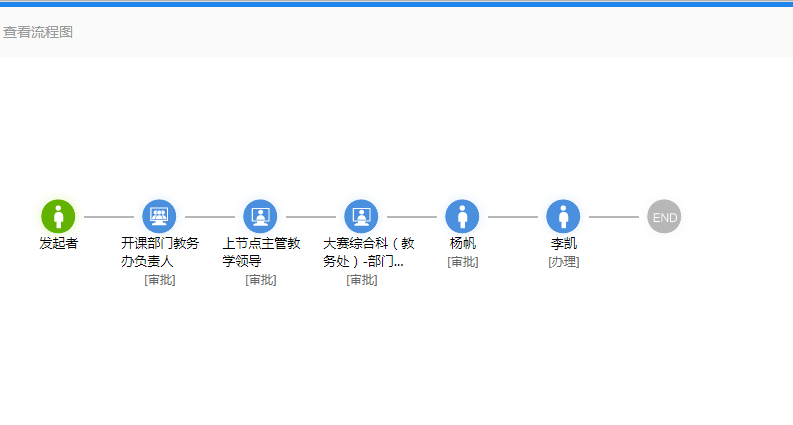 查看流程图
END
发起者
开课部门教务
办负责人
[审批]
上节点主管教
学领导
[审批]
大赛综合科（教
务处）-部门...
[审批]
杨帆
[审批]
李凯
[办理]